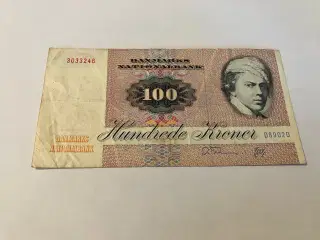 3033246
DANMARKS
NATIONALBANK
100
Hundrede Kroner
DANMARKS
NATIONALBANK